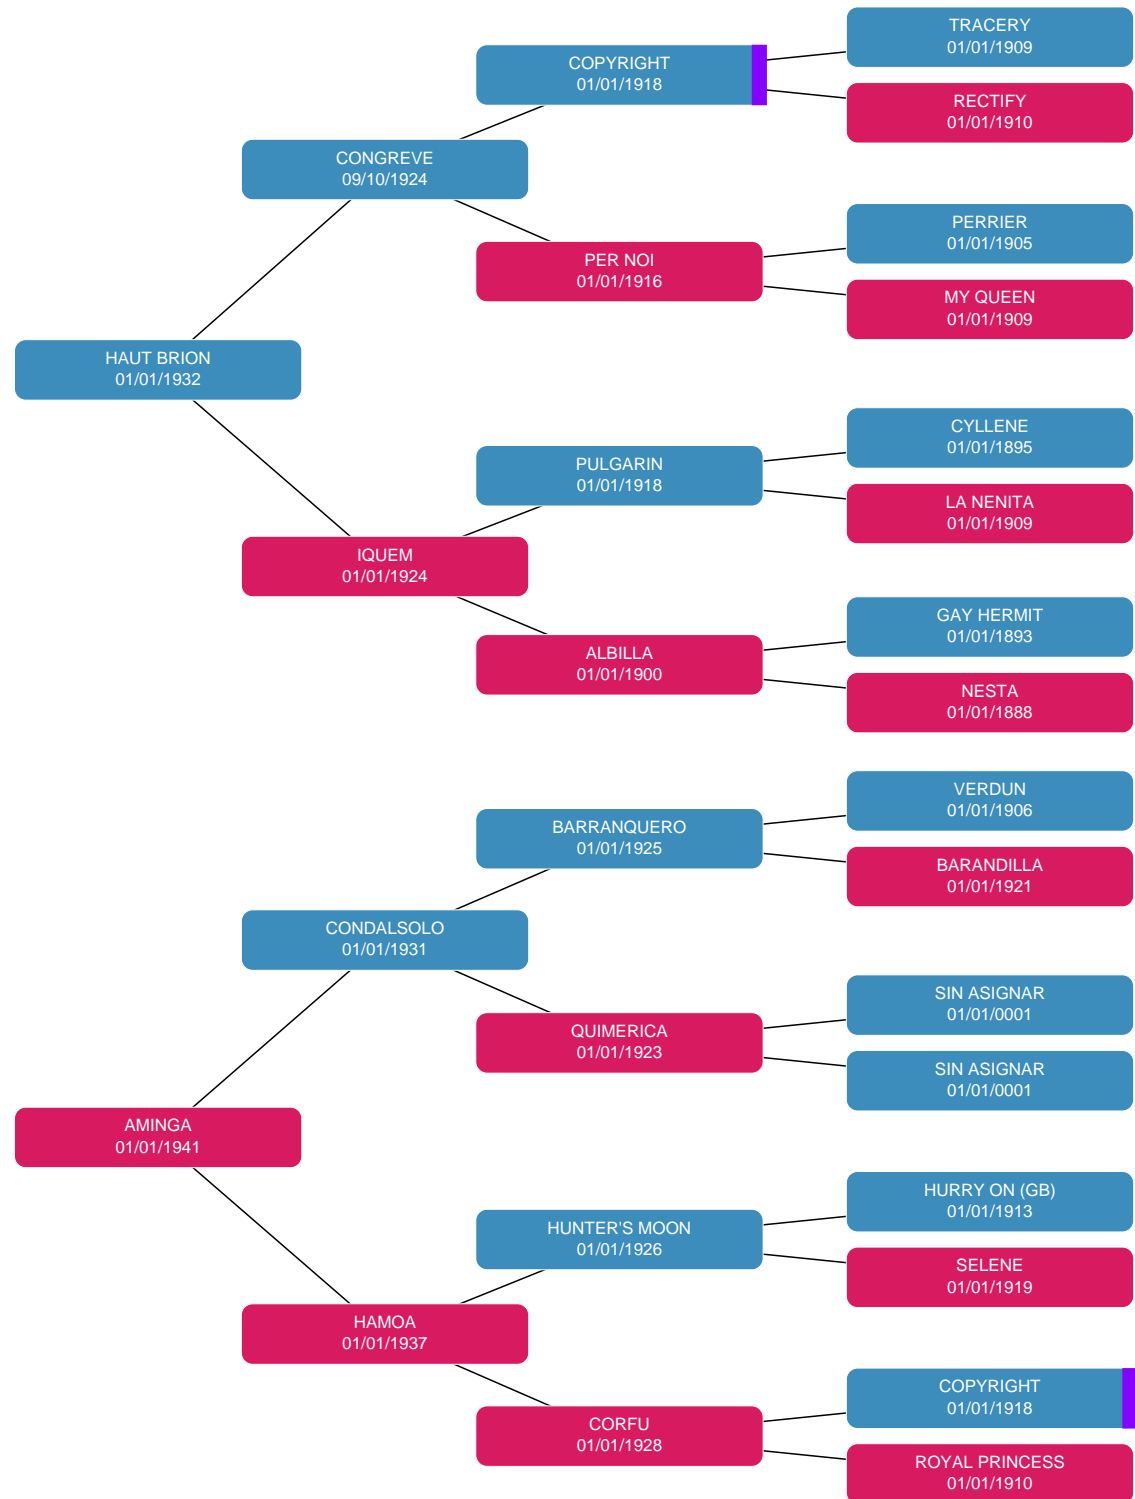 TRACERY
01/01/1909
COPYRIGHT
01/01/1918
RECTIFY
01/01/1910
CONGREVE
09/10/1924
PERRIER
01/01/1905
PER NOI
01/01/1916
MY QUEEN
01/01/1909
HAUT BRION
01/01/1932
CYLLENE
01/01/1895
PULGARIN
01/01/1918
LA NENITA
01/01/1909
IQUEM
01/01/1924
GAY HERMIT
01/01/1893
ALBILLA
01/01/1900
NESTA
01/01/1888
VERDUN
01/01/1906
BARRANQUERO
01/01/1925
BARANDILLA
01/01/1921
CONDALSOLO
01/01/1931
SIN ASIGNAR
01/01/0001
QUIMERICA
01/01/1923
SIN ASIGNAR
01/01/0001
AMINGA
01/01/1941
HURRY ON (GB)
01/01/1913
HUNTER'S MOON
01/01/1926
SELENE
01/01/1919
HAMOA
01/01/1937
COPYRIGHT
01/01/1918
CORFU
01/01/1928
ROYAL PRINCESS
01/01/1910